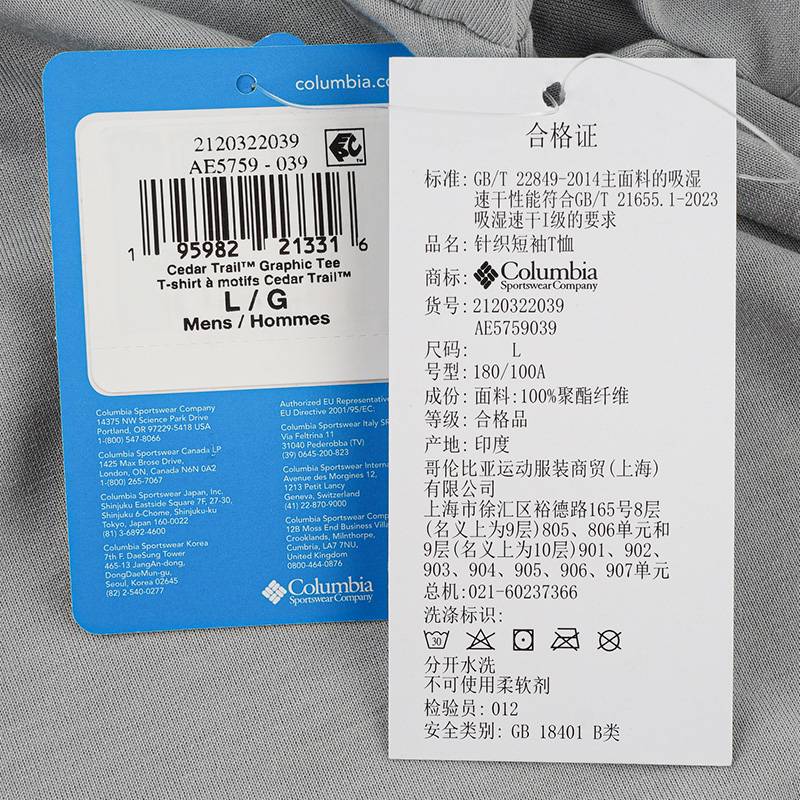 columbia.co
2120322039
AE5759 - 039
EPC™
1 95982 21331 6
Cedar Trail™ Graphic Tee
T-shirt à motifs Cedar Trail™
L / G
Mens / Hommes
Columbia Sportswear Company
14375 NW Science Park Drive
Portland, OR 97229-5418 USA
1-(800) 547-8066
Columbia Sportswear Canada LP
1425 Max Brose Drive,
London, ON, Canada N6N 0A2
1-(800) 265-7067
Columbia Sportswear Japan, Inc.
Shinjuku Eastside Square 7F, 27-30,
Shinjuku 6-Chome, Shinjuku-ku
Tokyo, Japan 160-0022
(81) 3-6892-4600
Columbia Sportswear Korea
7th F. DaeSung Tower
465-13 JangAn-dong,
DongDaeMun-gu,
Seoul, Korea 02645
(82) 2-540-0277
Authorized EU Representative
EU Directive 2001/95/EC:
Columbia Sportswear Italy SR
Via Feltrina 11
31040 Pederobba (TV)
(39) 0645-200-823
Columbia Sportswear Interna
Avenue des Morgines 12,
1213 Petit Lancy
Geneva, Switzerland
(41) 22-870-9000
Columbia Sportswear Comp
12B Moss End Business Villa
Crooklands, Milnthorpe,
Cumbria, LA7 7NU,
United Kingdom
0800-464-0876
Columbia
Sportswear Company
合格证
标准: GB/T 22849-2014主面料的吸湿
速干性能符合GB/T 21655.1-2023
吸湿速干I级的要求
品名: 针织短袖T恤
商标: Columbia
Sportswear Company
货号: 2120322039
AE5759039
尺码: L
号型: 180/100A
成份: 面料:100%聚酯纤维
等级: 合格品
产地: 印度
哥伦比亚运动服装商贸(上海)
有限公司
上海市徐汇区裕德路165号8层
(名义上为9层)805、806单元和
9层(名义上为10层)901、902、
903、904、905、906、907单元
总机:021-60237366
洗涤标识:
30
分开水洗
不可使用柔软剂
检验员: 012
安全类别: GB 18401 B类